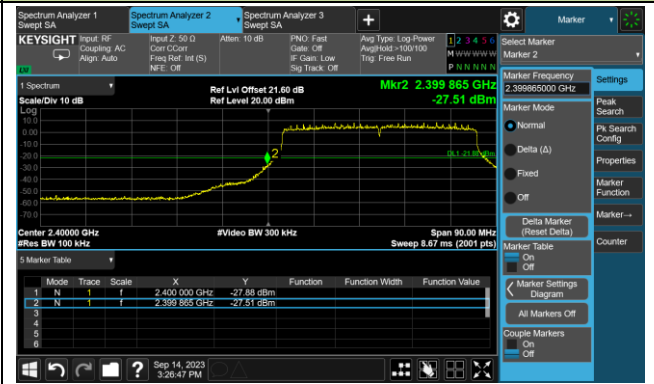 Spectrum Analyzer 1
Swept SA
Spectrum Analyzer 2
Swept SA
Spectrum Analyzer 3
Swept SA
+
Marker
KEYSIGHT
Input: RF
Coupling: AC
Align: Auto
Input Z: 50 Ω
Corr CCorr
Freq Ref: Int (S)
NFE: Off
Atten: 10 dB
PNO: Fast
Gate: Off
IF Gain: Low
Sig Track: Off
Avg Type: Log-Power
Avg|Hold:>100/100
Trig: Free Run
1 2 3 4 5 6
M W W W W W
P N N N N N
Select Marker
Marker 2
1 Spectrum
Scale/Div 10 dB
Log
Ref Lvl Offset 21.60 dB
Ref Level 20.00 dBm
Mkr2 2.399 865 GHz
-27.51 dBm
10.0
0.00
-10.0
-20.0
-30.0
-40.0
-50.0
-60.0
-70.0
2
Center 2.40000 GHz
#Res BW 100 kHz
#Video BW 300 kHz
Span 90.00 MHz
Sweep 8.67 ms (2001 pts)
5 Marker Table
Mode Trace Scale X Y Function Function Width Function Value
1 N 1 f 2.400 000 GHz -27.88 dBm
2 N 1 f 2.399 865 GHz -27.51 dBm
3
4
5
6
Marker Frequency
2.399865000 GHz
Marker Mode
Normal
Delta (Δ)
Fixed
Off
Delta Marker
(Reset Delta)
Marker Table
On
Off
Marker Settings
Diagram
All Markers Off
Couple Markers
On
Off
Settings
Peak
Search
Pk Search
Config
Properties
Marker
Function
Marker→
Counter
?
Sep 14, 2023
3:26:47 PM